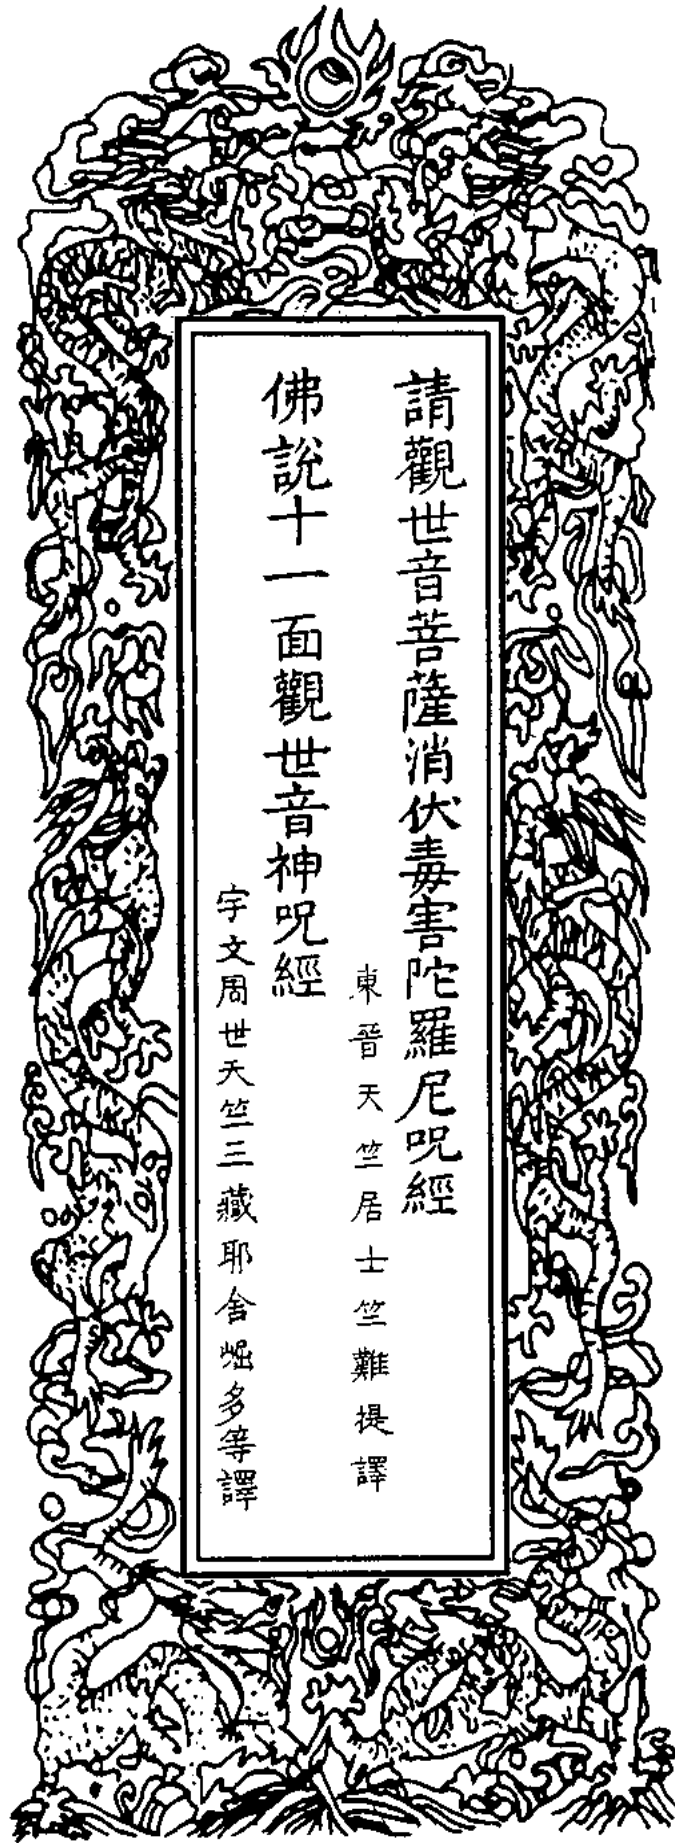 請觀世音菩薩消伏毒害陀羅尼呪經
東晉天竺居士竺難提譯
佛說十一面觀世音神呪經
宇文周世天竺三藏耶舍崛多等譯